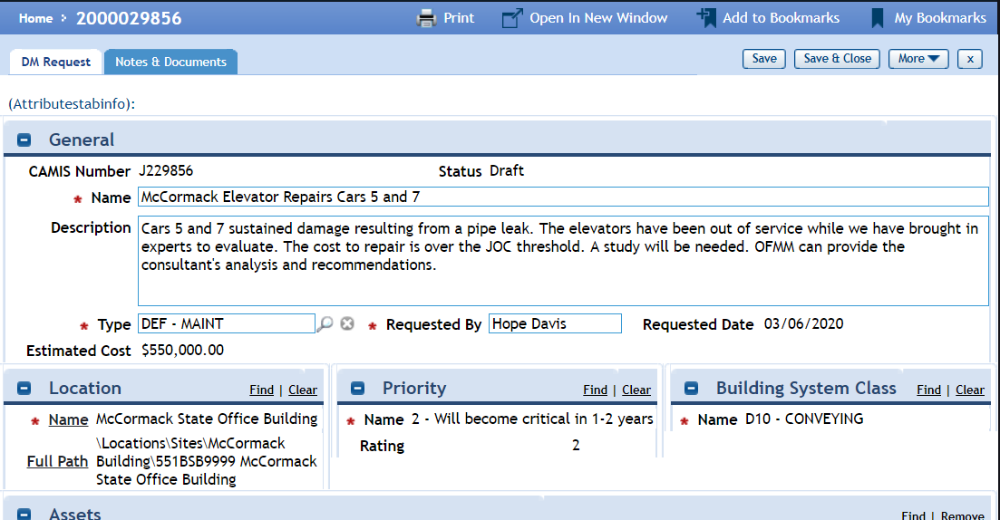 Home 2000029856 Print Open In New Window Add to Bookmarks My Bookmarks
DM Request Notes & Documents Save Save & Close More x
(Attributestabinfo):
General
CAMIS Number J229856 Status Draft
* Name McCormack Elevator Repairs Cars 5 and 7
Description Cars 5 and 7 sustained damage resulting from a pipe leak. The elevators have been out of service while we have brought in
experts to evaluate. The cost to repair is over the JOC threshold. A study will be needed. OFMM can provide the
consultant's analysis and recommendations.
* Type DEF - MAINT * Requested By Hope Davis Requested Date 03/06/2020
Estimated Cost $550,000.00
Location Find | Clear
* Name McCormack State Office Building
Full Path \Locations\Sites\McCormack
Building\551BSB9999 McCormack
State Office Building
Priority Find | Clear
* Name 2 - Will become critical in 1-2 years
Rating 2
Building System Class Find | Clear
* Name D10 - CONVEYING
Assets Find | Remove